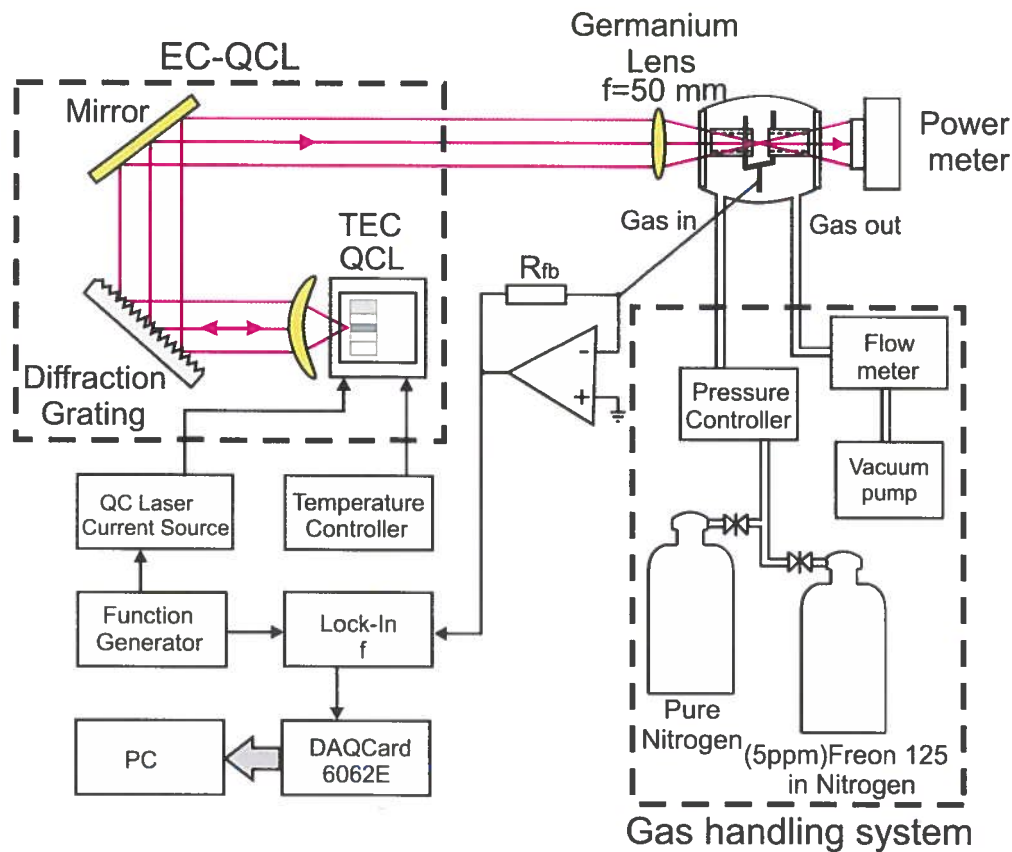 EC-QCL
Germanium
Lens
f=50 mm
Mirror
Power
meter
TEC
QCL
Gas in
Gas out
Rfb
-
+
Diffraction
Grating
Flow
meter
Pressure
Controller
Vacuum
pump
QC Laser
Current Source
Temperature
Controller
Function
Generator
Lock-In
f
PC
DAQCard
6062E
Pure
Nitrogen
(5ppm)Freon 125
in Nitrogen
Gas handling system